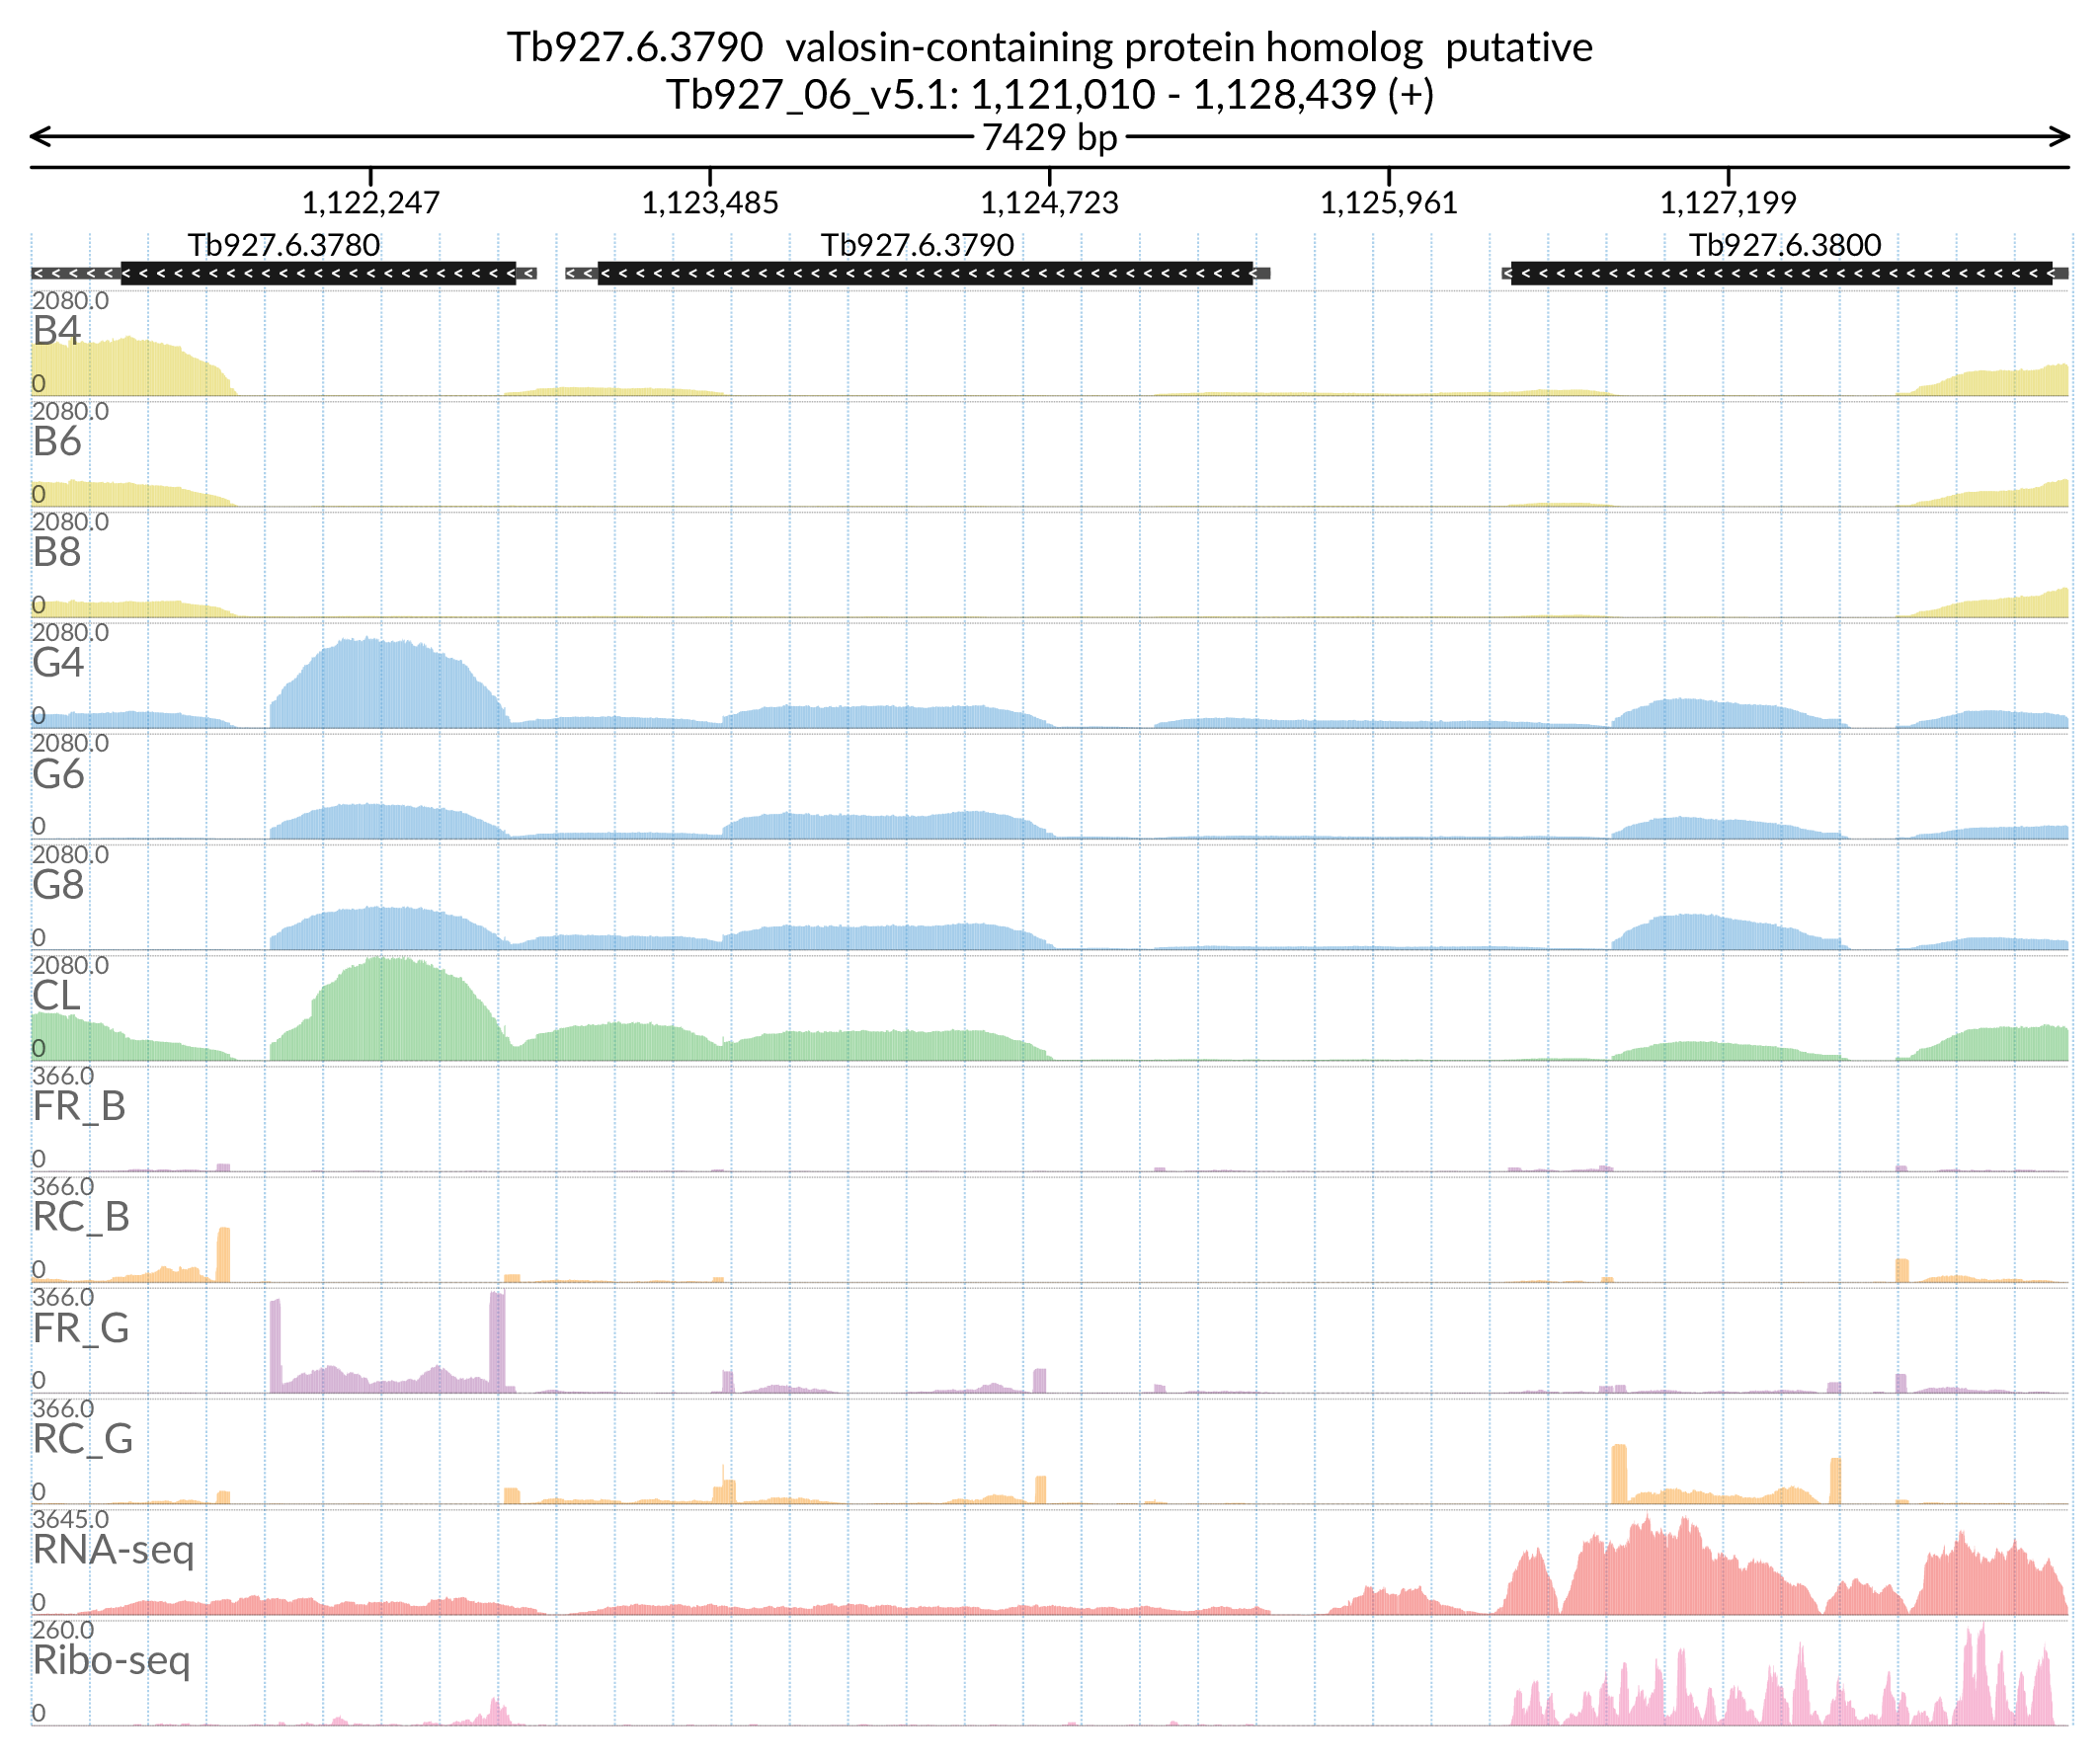 Tb927.6.3790  valosin-containing protein homolog  putative
Tb927_06_v5.1: 1,121,010 - 1,128,439 (+)
7429 bp
1,122,247 1,123,485 1,124,723 1,125,961 1,127,199
Tb927.6.3780 Tb927.6.3790 Tb927.6.3800
2080.0
B4
0
2080.0
B6
0
2080.0
B8
0
2080.0
G4
0
2080.0
G6
0
2080.0
G8
0
2080.0
CL
0
366.0
FR_B
0
366.0
RC_B
0
366.0
FR_G
0
366.0
RC_G
0
3645.0
RNA-seq
0
260.0
Ribo-seq
0